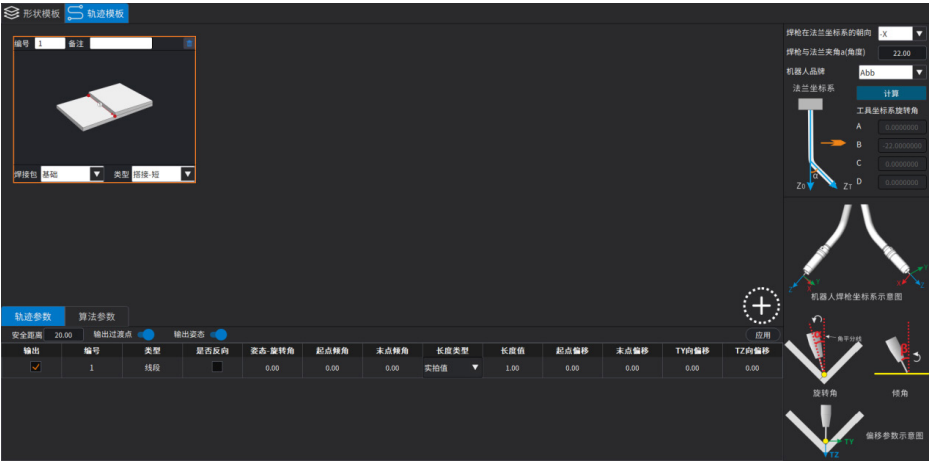 形状模板 轨迹模板
编号 1 备注
焊接包 基础 类型 搭接-短
焊枪在法兰坐标系的朝向 -X
焊枪与法兰夹角a(角度) 22.00
机器人品牌 Abb
法兰坐标系 计算
工具坐标系旋转角
A 0.0000000
B -22.0000000
C 0.0000000
D 0.0000000
α
Z0 ZT
X Y Z X Y Z
机器人焊枪坐标系示意图
角平分线
旋转角 倾角
TY
TZ
偏移参数示意图
轨迹参数 算法参数
安全距离 20.00 输出过渡点 输出姿态 应用
输出 编号 类型 是否反向 姿态-旋转角 起点倾角 末点倾角 长度类型 长度值 起点偏移 末点偏移 TY向偏移 TZ向偏移
1 线段 0.00 0.00 0.00 实拍值 1.00 0.00 0.00 0.00 0.00